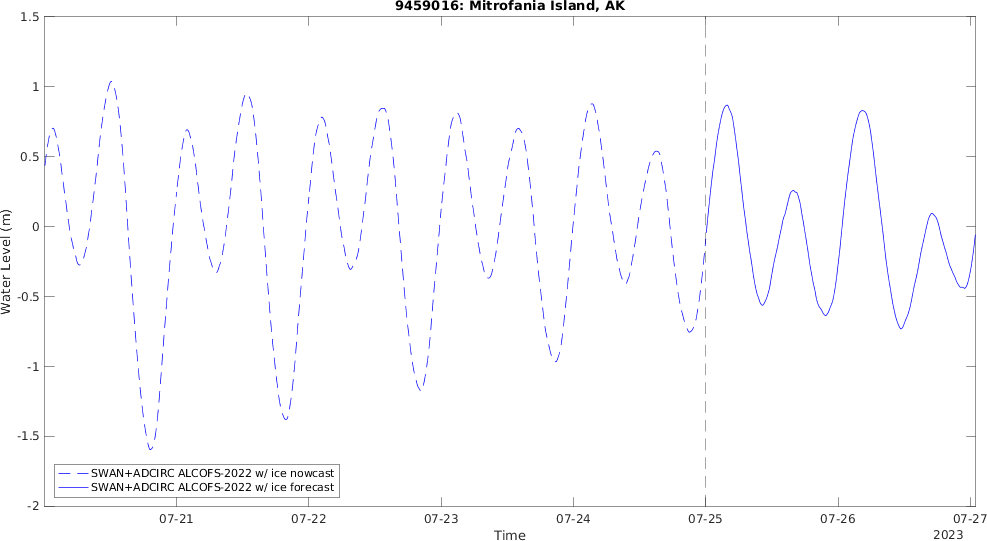 9459016: Mitrofania Island, AK
1.5
1
0.5
0
-0.5
-1
-1.5
-2
Water Level (m)
SWAN+ADCIRC ALCOFS-2022 w/ ice nowcast
SWAN+ADCIRC ALCOFS-2022 w/ ice forecast
07-21 07-22 07-23 07-24 07-25 07-26 07-27
Time
2023